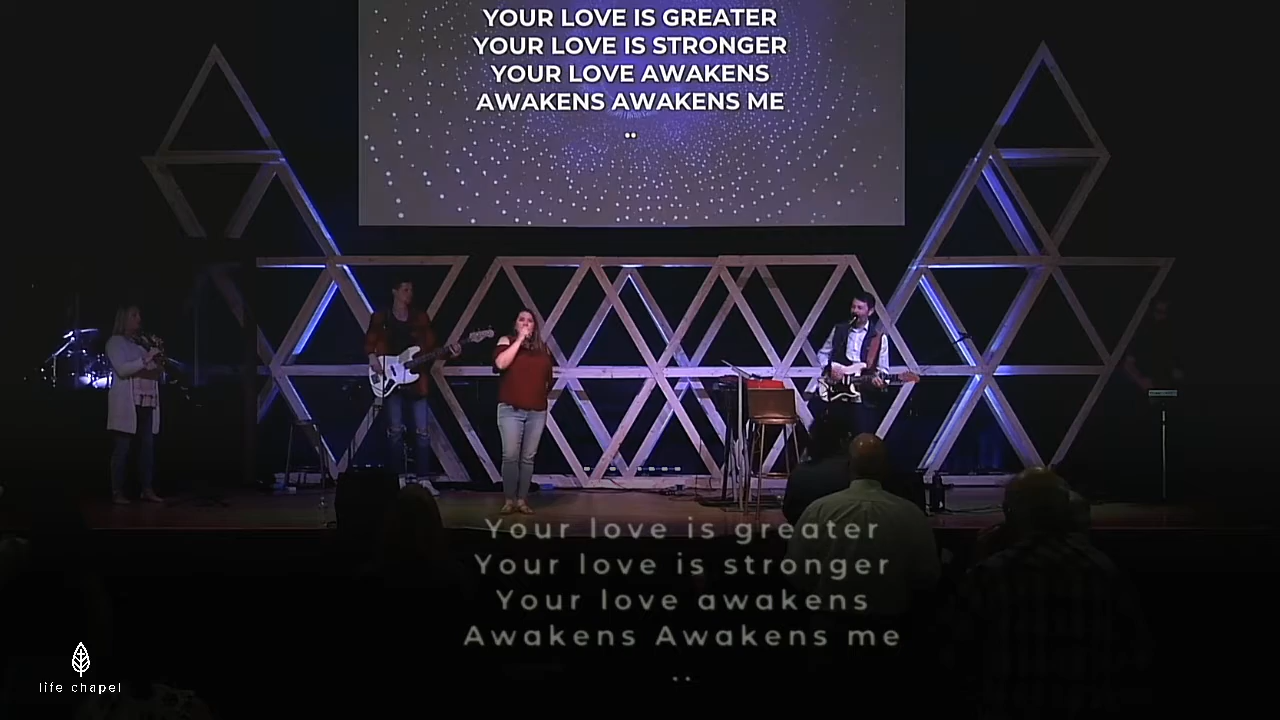 YOUR LOVE IS GREATER
YOUR LOVE IS STRONGER
YOUR LOVE AWAKENS
AWAKENS AWAKENS ME
..
Your love is greater
Your love is stronger
Your love awakens
Awakens Awakens me
..
life chapel